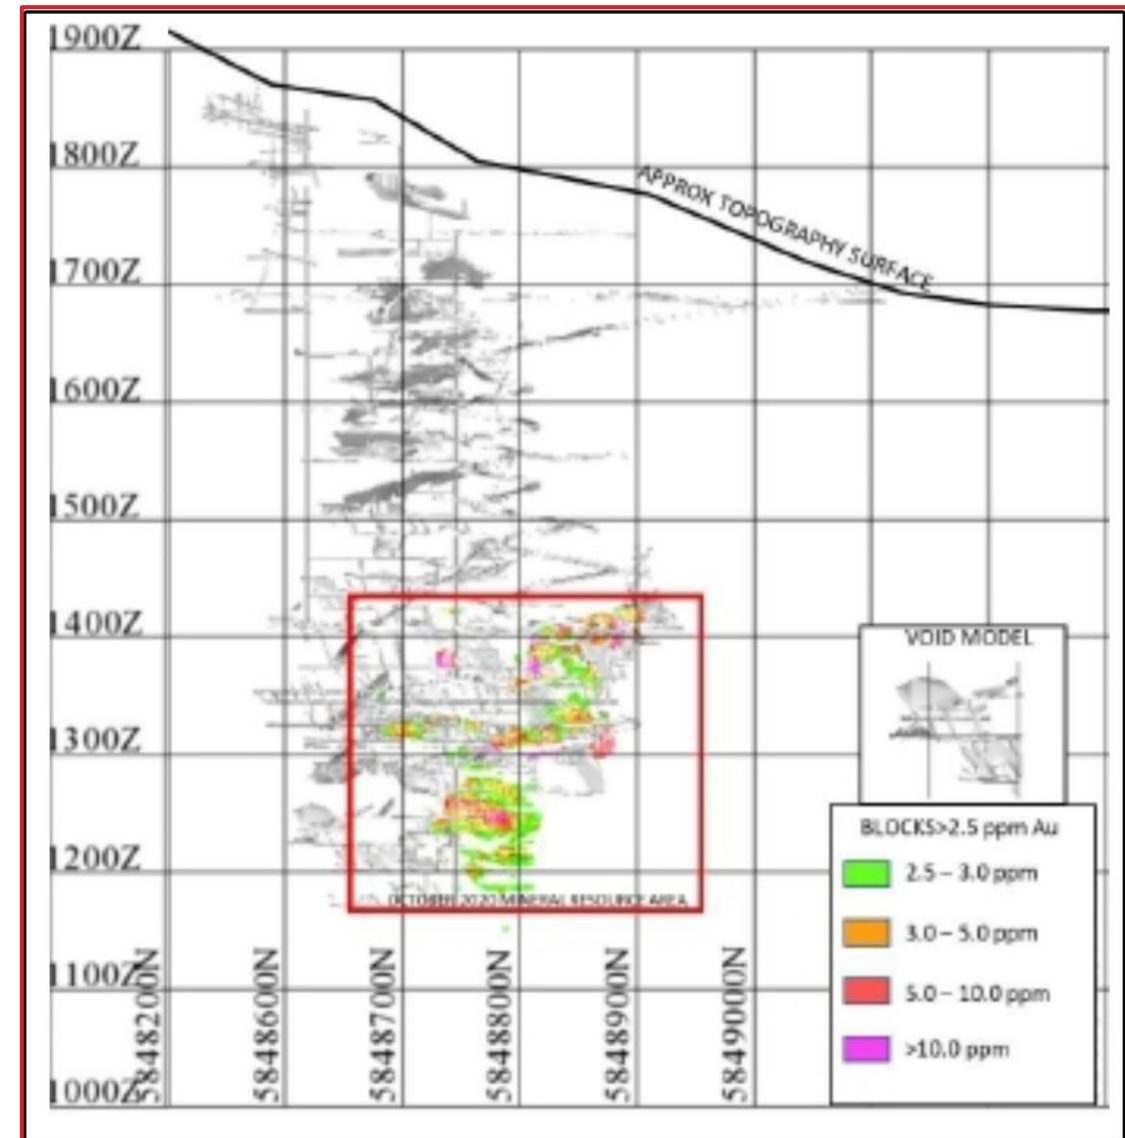 1900Z
1800Z
APPROX TOPOGRAPHY SURFACE
1700Z
1600Z
1500Z
1400Z
VOID MODEL
1300Z
BLOCKS>2.5 ppm Au
2.5 – 3.0 ppm
1200Z
OCTOBER 2020 MINERAL RESOURCE AREA
3.0 – 5.0 ppm
1100Z
5.0 – 10.0 ppm
>10.0 ppm
1000Z
5848200N
5848600N
5848700N
5848800N
5848900N
5849000N